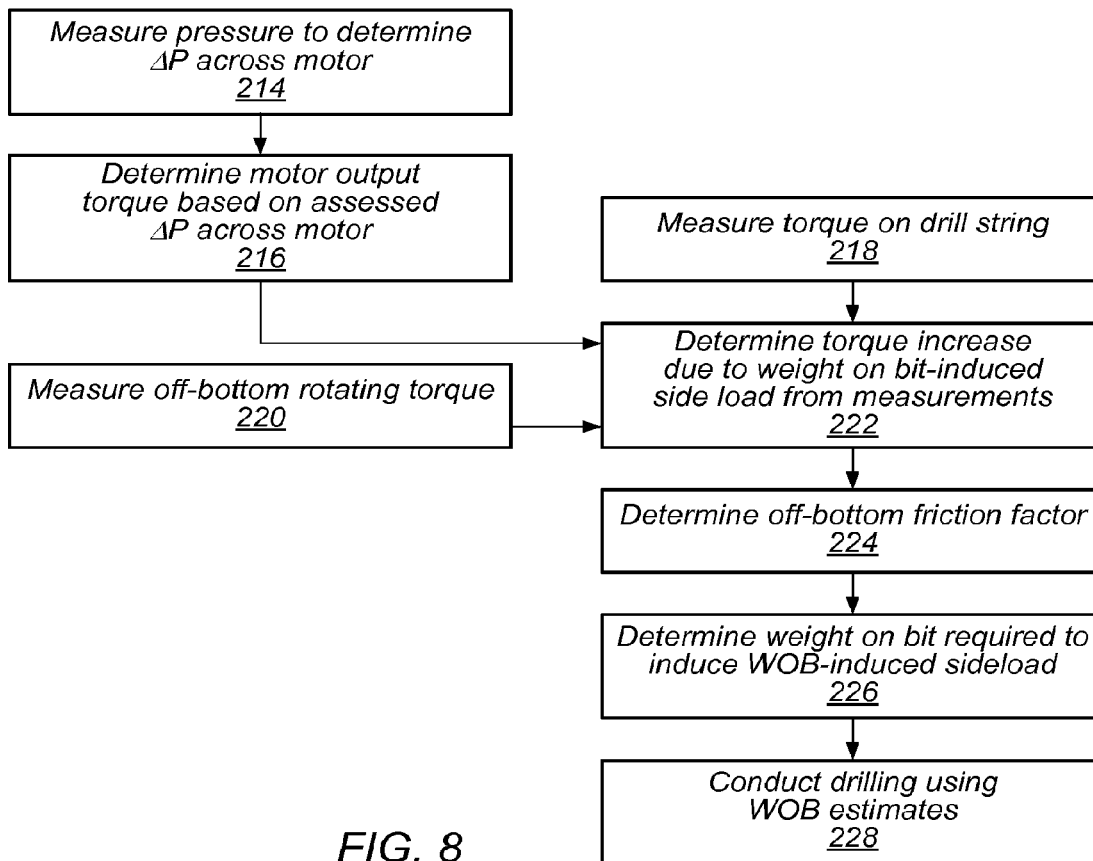 Measure pressure to determine
ΔP across motor
214
Determine motor output
torque based on assessed
ΔP across motor
216
Measure torque on drill string
218
Measure off-bottom rotating torque
220
Determine torque increase
due to weight on bit-induced
side load from measurements
222
Determine off-bottom friction factor
224
Determine weight on bit required to
induce WOB-induced sideload
226
Conduct drilling using
WOB estimates
228
FIG. 8